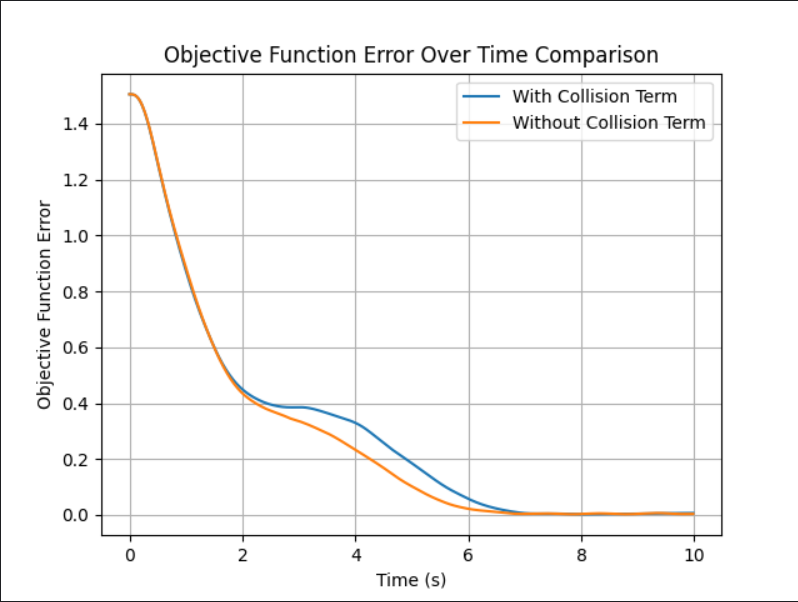 Objective Function Error Over Time Comparison
With Collision Term
Without Collision Term
1.4
1.2
1.0
0.8
0.6
0.4
0.2
0.0
Objective Function Error
0 2 4 6 8 10
Time (s)